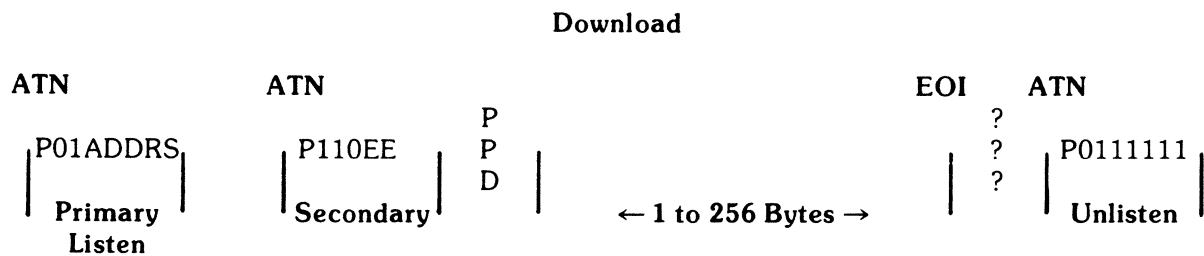 Download
ATN ATN EOI ATN
P ?
P01ADDRS P110EE P ? P0111111
D ?
Primary Secondary ← 1 to 256 Bytes → Unlisten
Listen